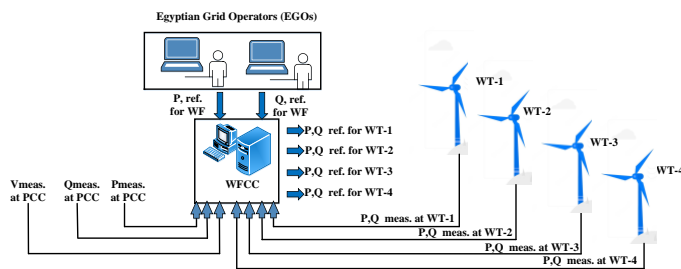 Egyptian Grid Operators (EGOs)
P, ref.
for WF
Q, ref.
for WF
WT-1
WT-2
WT-3
WT-4
P,Q ref. for WT-1
P,Q ref. for WT-2
P,Q ref. for WT-3
P,Q ref. for WT-4
WFCC
Vmeas.
at PCC
Qmeas.
at PCC
Pmeas.
at PCC
P,Q meas. at WT-1
P,Q meas. at WT-2
P,Q meas. at WT-3
P,Q meas. at WT-4